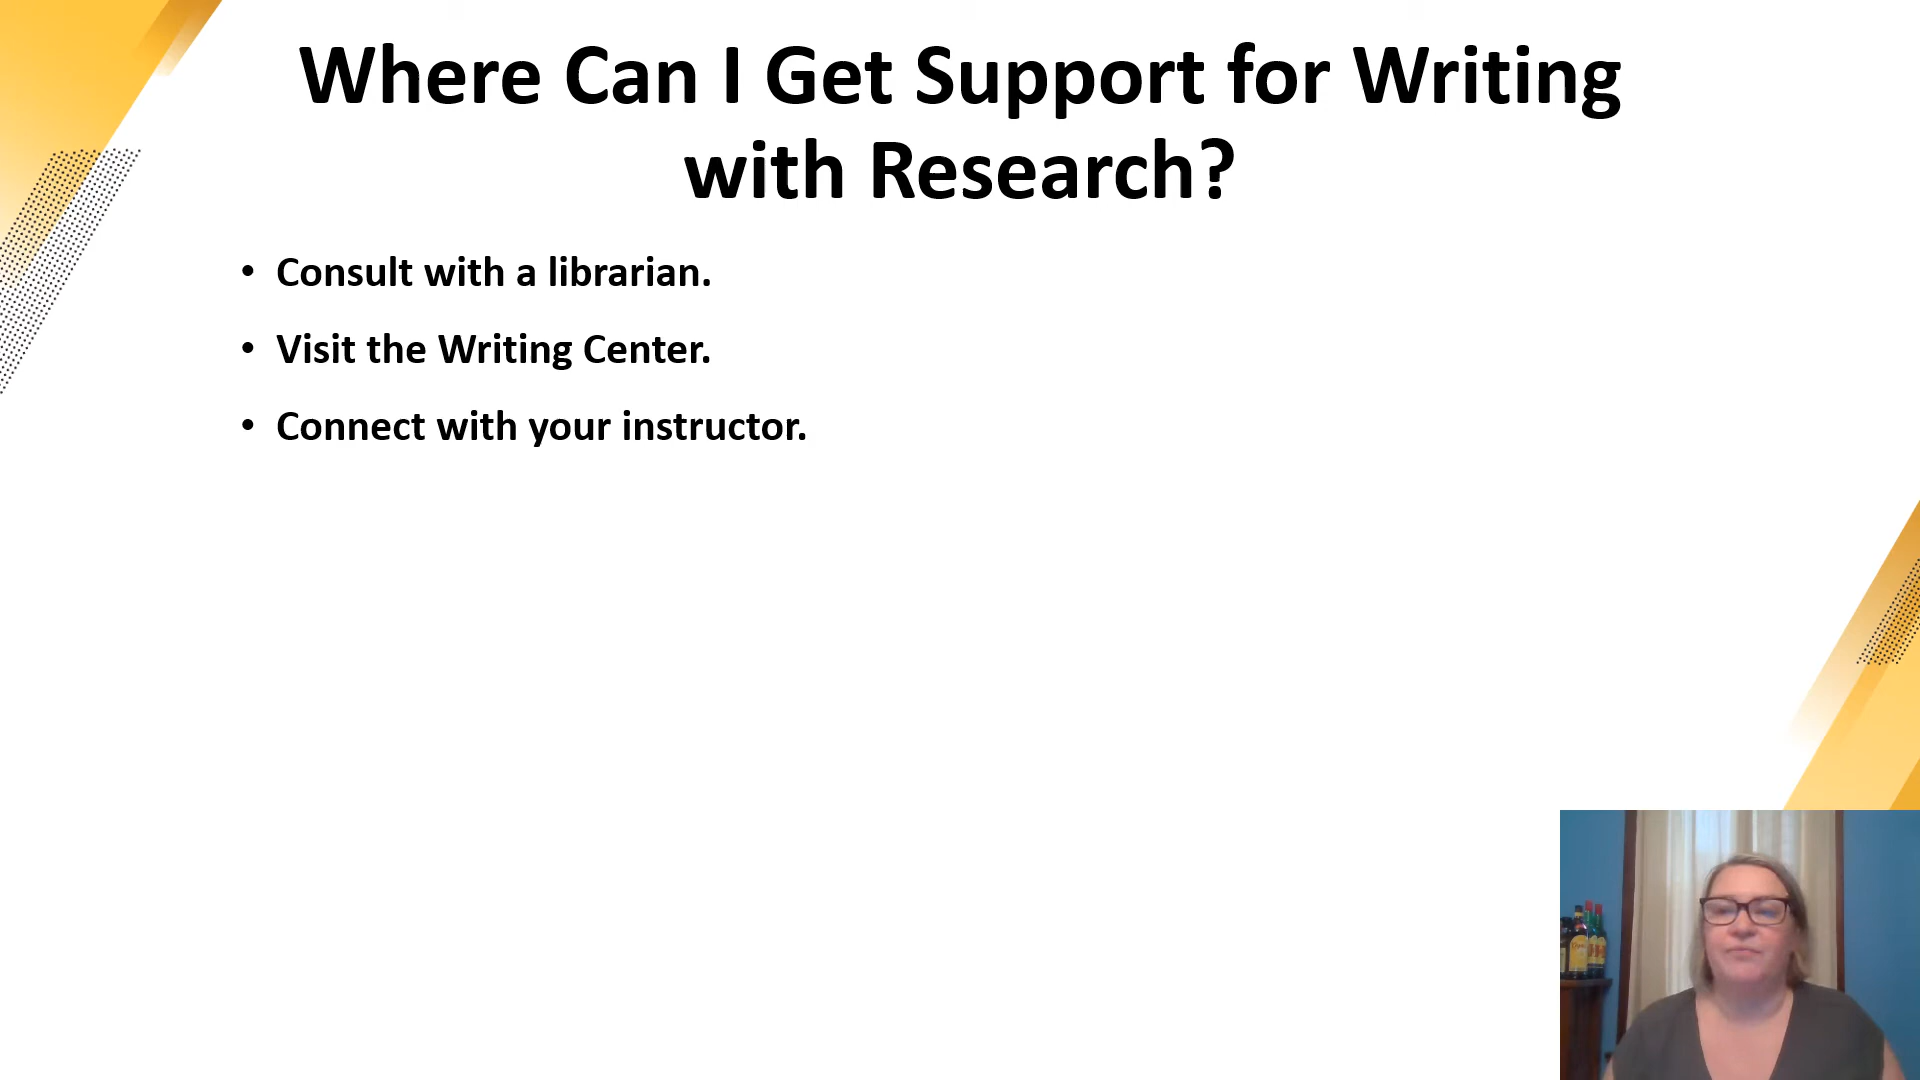 Where Can I Get Support for Writing
with Research?
• Consult with a librarian.
• Visit the Writing Center.
• Connect with your instructor.